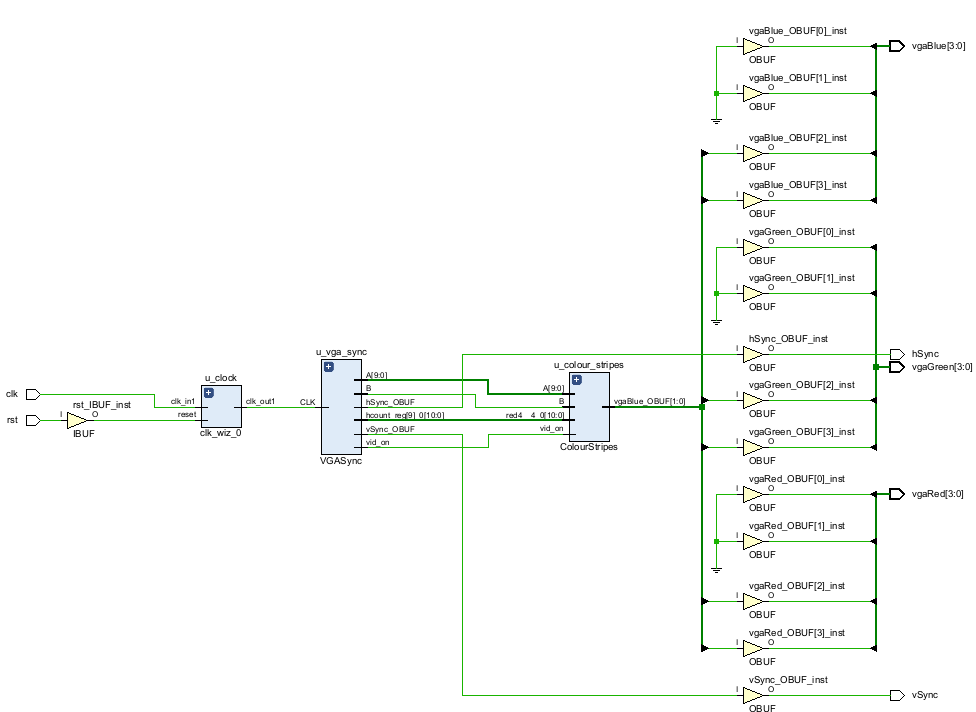 vgaBlue_OBUF[0]_inst
I
O
OBUF
vgaBlue[3:0]
vgaBlue_OBUF[1]_inst
I
O
OBUF
vgaBlue_OBUF[2]_inst
I
O
OBUF
vgaBlue_OBUF[3]_inst
I
O
OBUF
vgaGreen_OBUF[0]_inst
I
O
OBUF
vgaGreen_OBUF[1]_inst
I
O
OBUF
hSync_OBUF_inst
I
O
OBUF
hSync
vgaGreen[3:0]
vgaGreen_OBUF[2]_inst
I
O
OBUF
vgaGreen_OBUF[3]_inst
I
O
OBUF
clk
rst
rst_IBUF_inst
I
O
IBUF
u_clock
clk_in1
reset
clk_out1
clk_wiz_0
u_vga_sync
CLK
A[9:0]
B
hSync_OBUF
hcount_reg[9]_0[10:0]
vSync_OBUF
vid_on
VGASync
u_colour_stripes
A[9:0]
B
red4__4_0[10:0]
vid_on
vgaBlue_OBUF[1:0]
ColourStripes
vgaRed_OBUF[0]_inst
I
O
OBUF
vgaRed[3:0]
vgaRed_OBUF[1]_inst
I
O
OBUF
vgaRed_OBUF[2]_inst
I
O
OBUF
vgaRed_OBUF[3]_inst
I
O
OBUF
vSync_OBUF_inst
I
O
OBUF
vSync